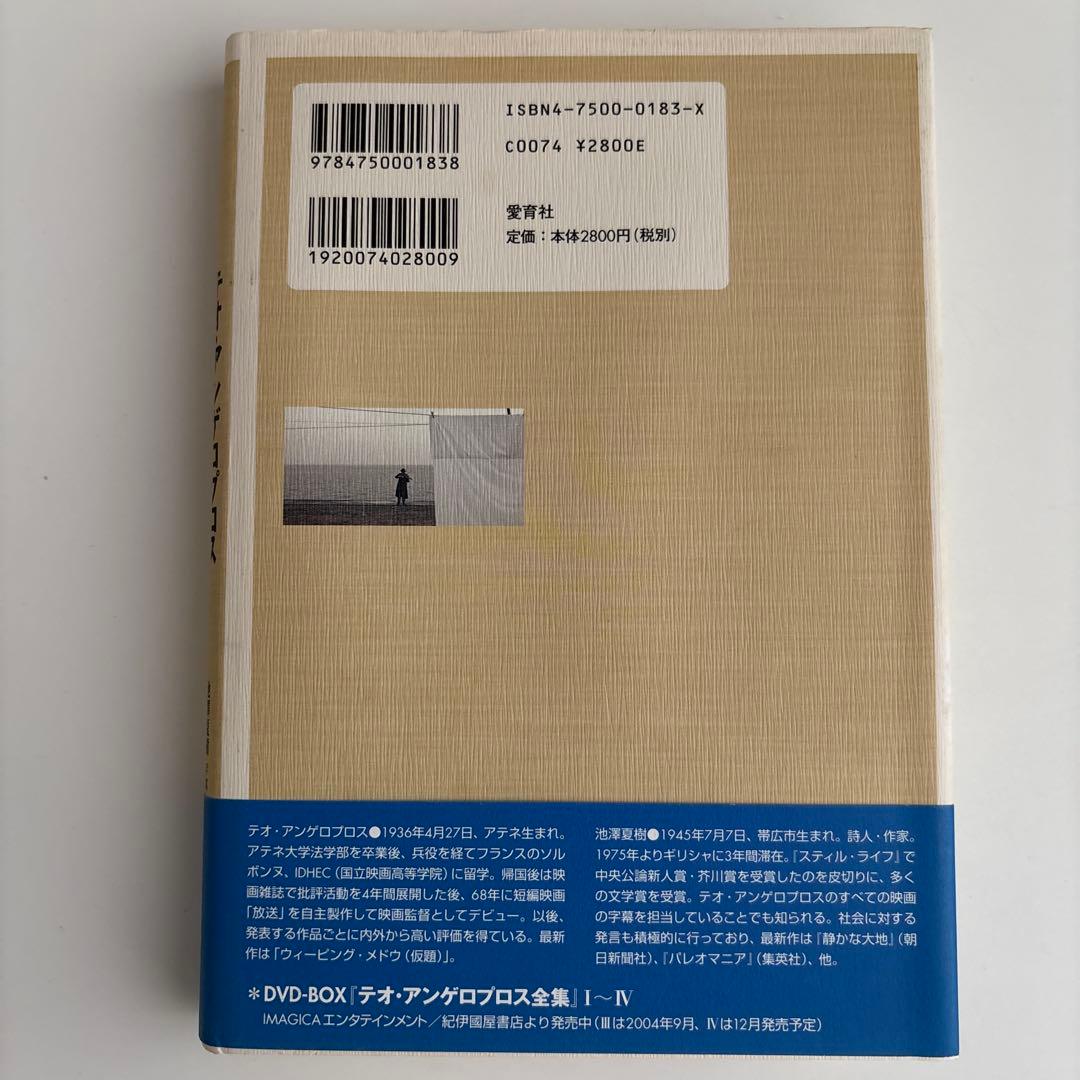 ISBN4-7500-0183-X
C0074 ¥2800E
9784750001838
愛育社
定価：本体2800円（税別）
1920074028009
テオ・アンゲロプロス
テオ・アンゲロプロス●1936年4月27日、アテネ生まれ。
アテネ大学法学部を卒業後、兵役を経てフランスのソル
ボンヌ、IDHEC（国立映画高等学院）に留学。帰国後は映
画雑誌で批評活動を4年間展開した後、68年に短編映画
「放送」を自主製作して映画監督としてデビュー。以後、
発表する作品ごとに内外から高い評価を得ている。最新
作は「ウィーピング・メドウ（仮題）」。
池澤夏樹●1945年7月7日、帯広市生まれ。詩人・作家。
1975年よりギリシャに3年間滞在。『スティル・ライフ』で
中央公論新人賞・芥川賞を受賞したのを皮切りに、多く
の文学賞を受賞。テオ・アンゲロプロスのすべての映画
の字幕を担当していることでも知られる。社会に対する
発言も積極的に行っており、最新作は『静かな大地』（朝
日新聞社）、『パレオマニア』（集英社）、他。
＊DVD-BOX『テオ・アンゲロプロス全集』Ⅰ〜Ⅳ
IMAGICAエンタテインメント／紀伊國屋書店より発売中（Ⅲは2004年9月、Ⅳは12月発売予定）